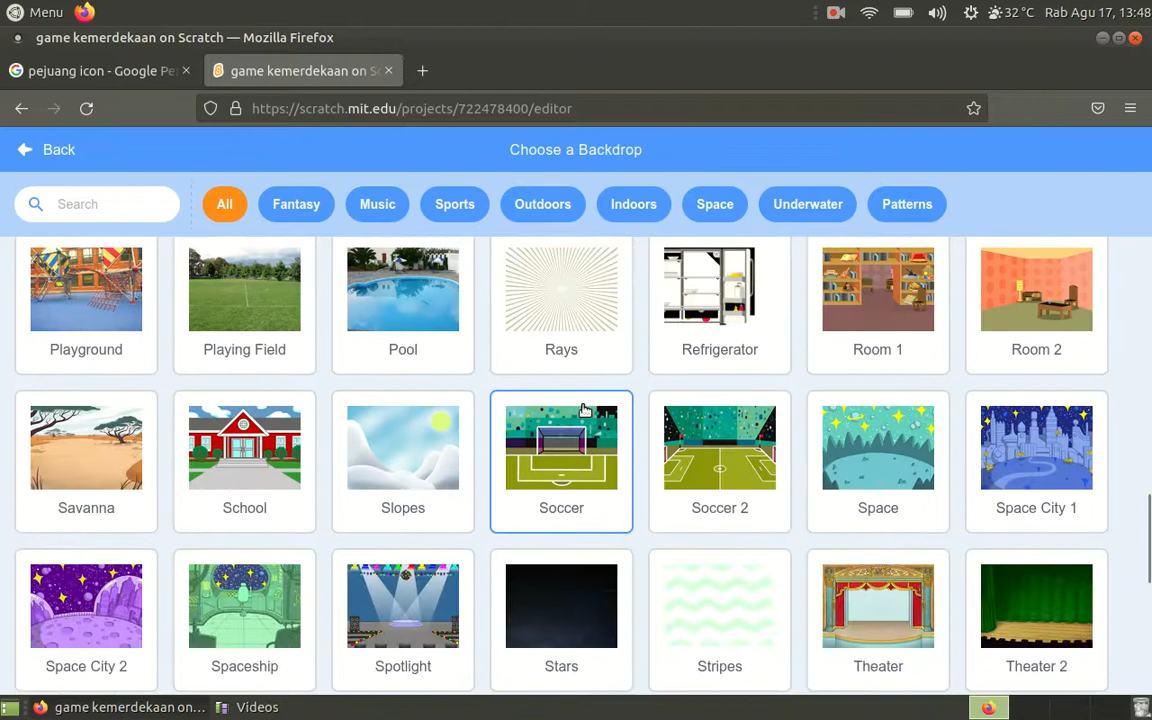 Menu
32 °C Rab Agu 17, 13:48
game kemerdekaan on Scratch — Mozilla Firefox
pejuang icon - Google Pe
game kemerdekaan on Sc
https://scratch.mit.edu/projects/722478400/editor
Back
Choose a Backdrop
Search
All
Fantasy
Music
Sports
Outdoors
Indoors
Space
Underwater
Patterns
Playground
Playing Field
Pool
Rays
Refrigerator
Room 1
Room 2
Savanna
School
Slopes
Soccer
Soccer 2
Space
Space City 1
Space City 2
Spaceship
Spotlight
Stars
Stripes
Theater
Theater 2
game kemerdekaan on...
Videos